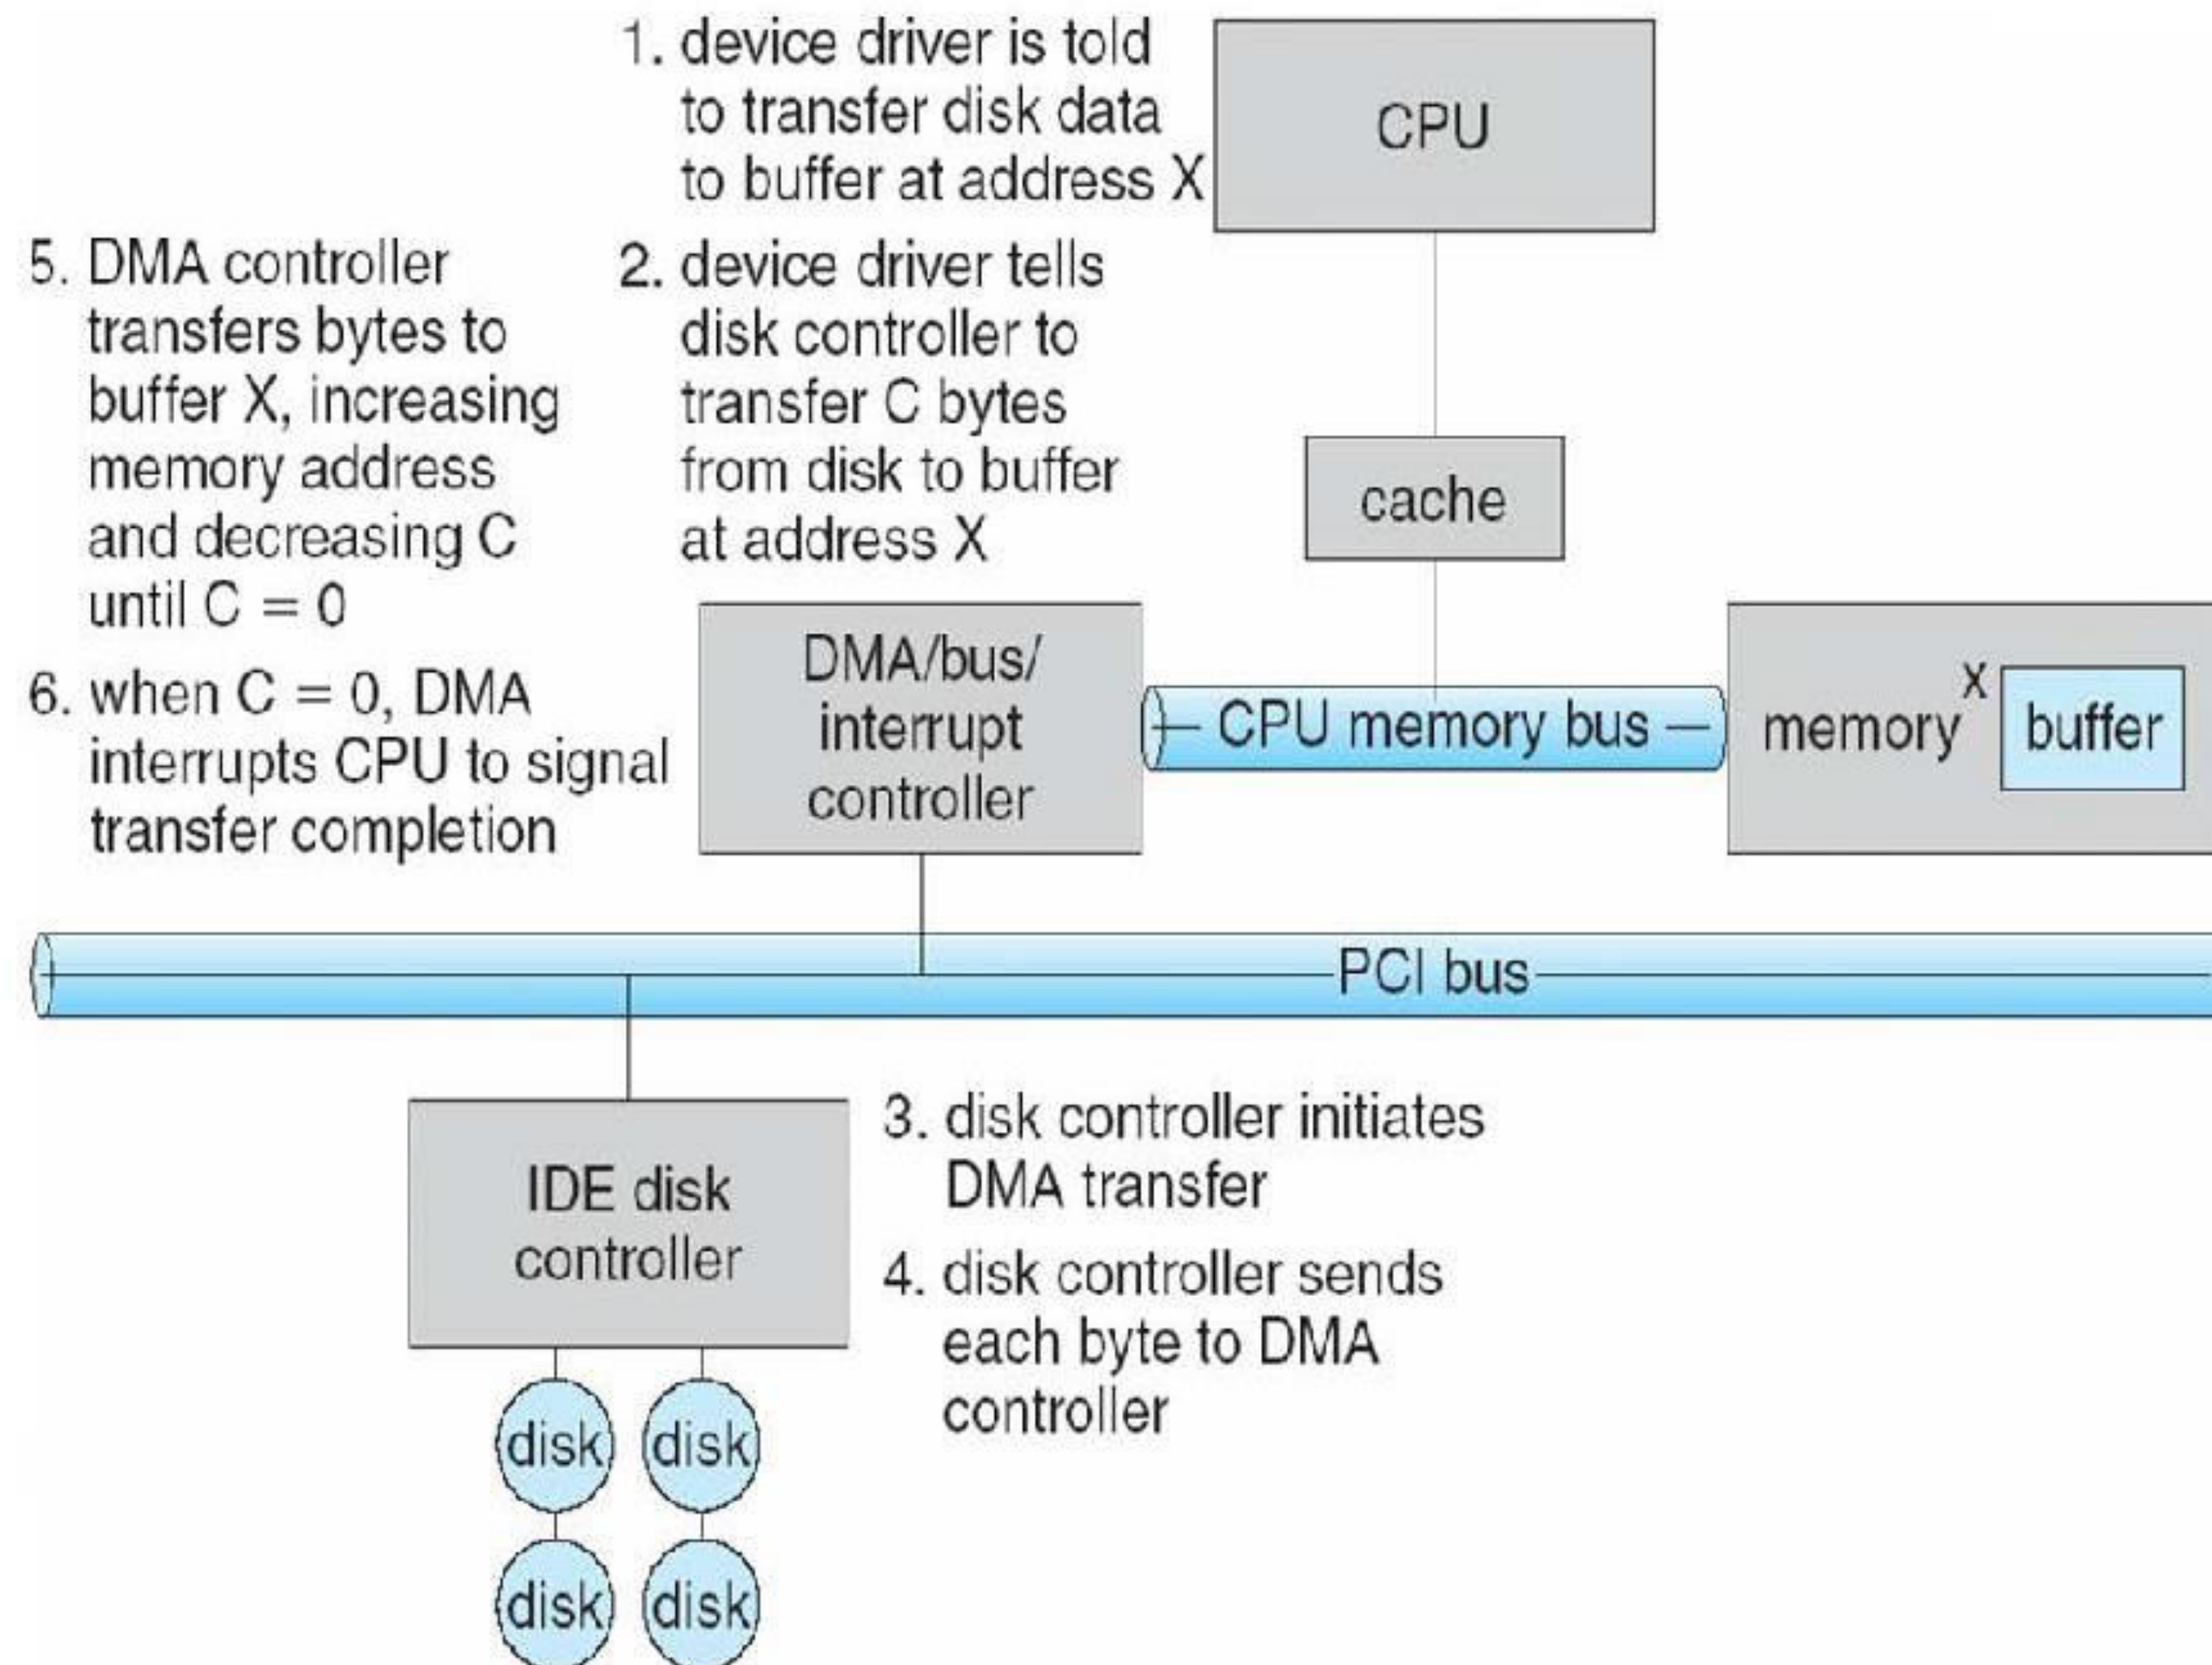 1. device driver is told
to transfer disk data
to buffer at address X
CPU
5. DMA controller
transfers bytes to
buffer X, increasing
memory address
and decreasing C
until C = 0
2. device driver tells
disk controller to
transfer C bytes
from disk to buffer
at address X
cache
6. when C = 0, DMA
interrupts CPU to signal
transfer completion
DMA/bus/
interrupt
controller
CPU memory bus
memory
X
buffer
PCI bus
IDE disk
controller
3. disk controller initiates
DMA transfer
4. disk controller sends
each byte to DMA
controller
disk disk
disk disk